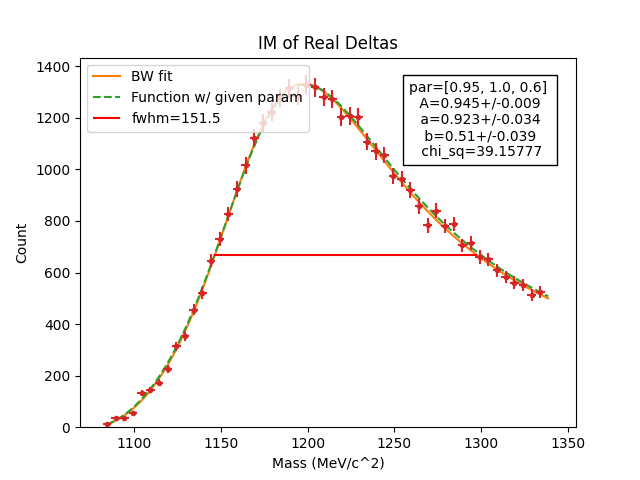 IM of Real Deltas
BW fit
Function w/ given param
fwhm=151.5
par=[0.95, 1.0, 0.6]
A=0.945+/-0.009
a=0.923+/-0.034
b=0.51+/-0.039
chi_sq=39.15777
Count
1400
1200
1000
800
600
400
200
0
1100
1150
1200
1250
1300
1350
Mass (MeV/c^2)